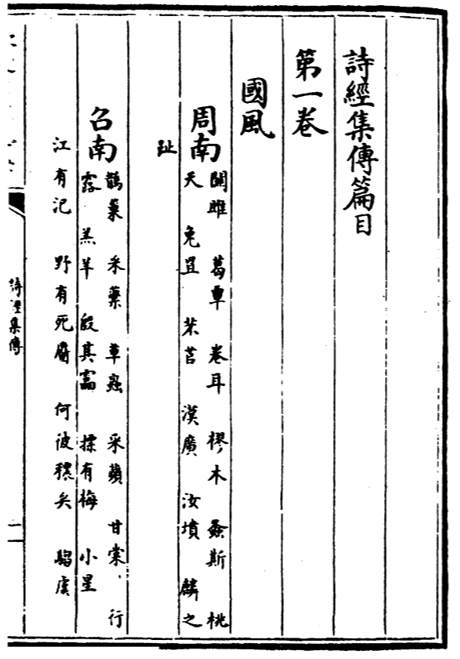 詩經集傳篇目
第一卷
國風
周南
關雎 葛覃 卷耳 樛木 螽斯 桃
夭 兔罝 芣苢 漢廣 汝墳 麟之
趾
召南
鵲巢 采蘩 草蟲 采蘋 甘棠 行
露 羔羊 殷其靁 摽有梅 小星
江有汜 野有死麕 何彼穠矣 騶虞
詩經集傳
一